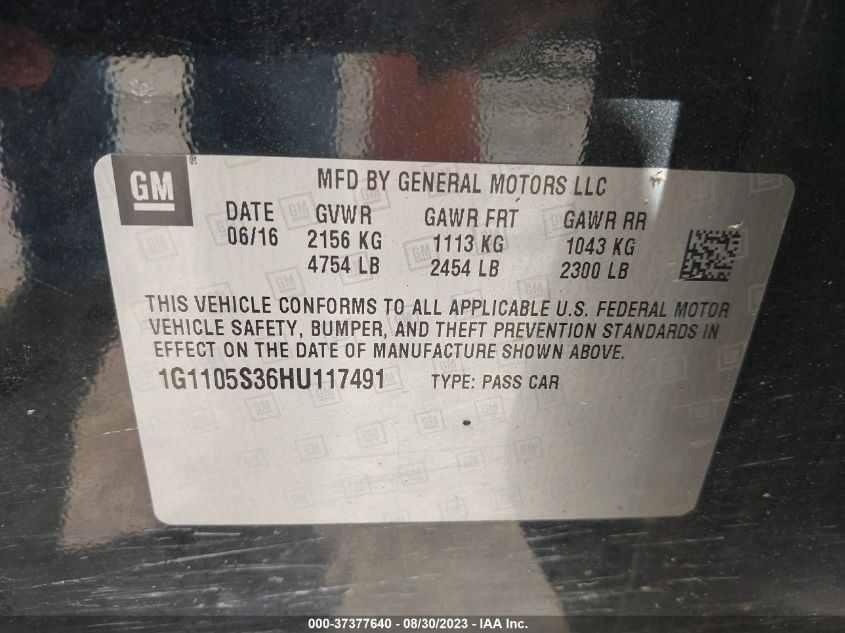 GM
MFD BY GENERAL MOTORS LLC
DATE GVWR GAWR FRT GAWR RR
06/16 2156 KG 1113 KG 1043 KG
4754 LB 2454 LB 2300 LB
THIS VEHICLE CONFORMS TO ALL APPLICABLE U.S. FEDERAL MOTOR
VEHICLE SAFETY, BUMPER, AND THEFT PREVENTION STANDARDS IN
EFFECT ON THE DATE OF MANUFACTURE SHOWN ABOVE.
1G1105S36HU117491 TYPE: PASS CAR
000-37377640 - 08/30/2023 - IAA Inc.